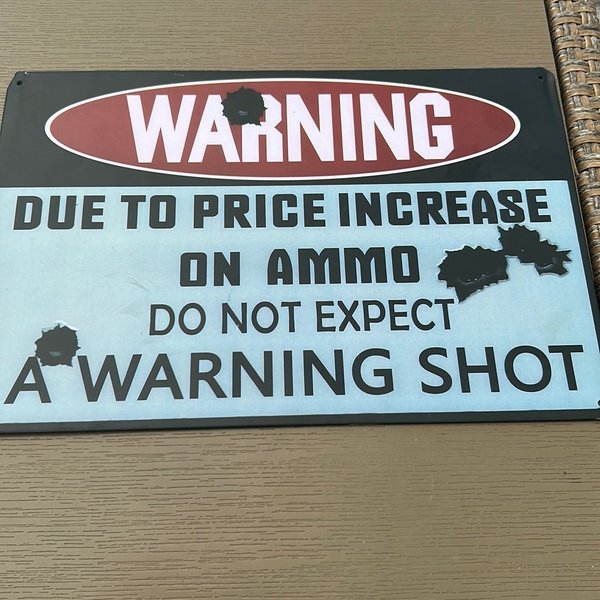 WARNING
DUE TO PRICE INCREASE
ON AMMO
DO NOT EXPECT
A WARNING SHOT